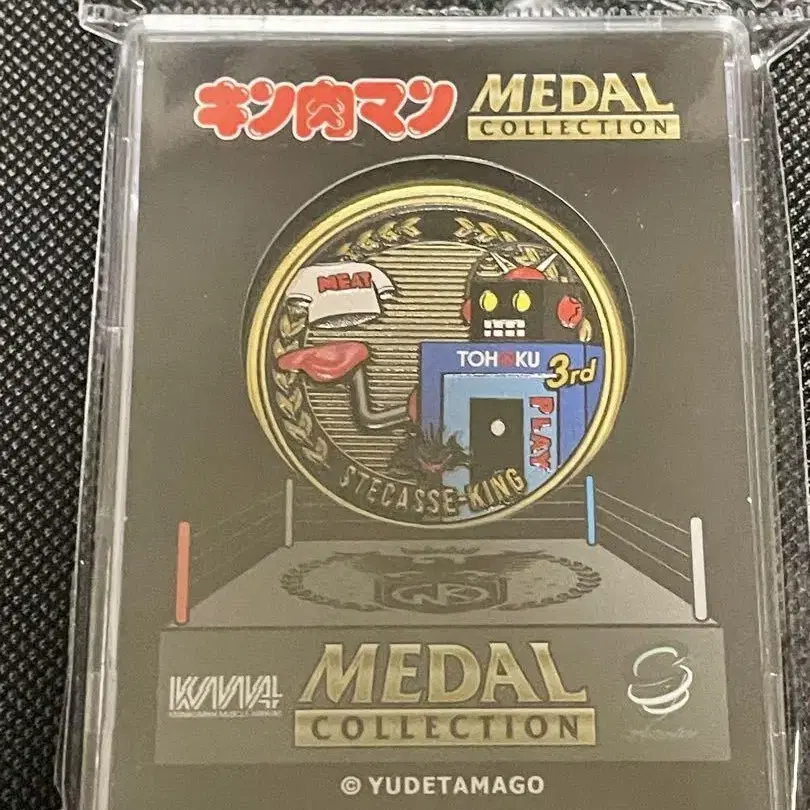 キン肉マン MEDAL
COLLECTION
MEAT
TOHOKU
3rd
PLAY
STECASSE-KING
MEDAL
COLLECTION
© YUDETAMAGO